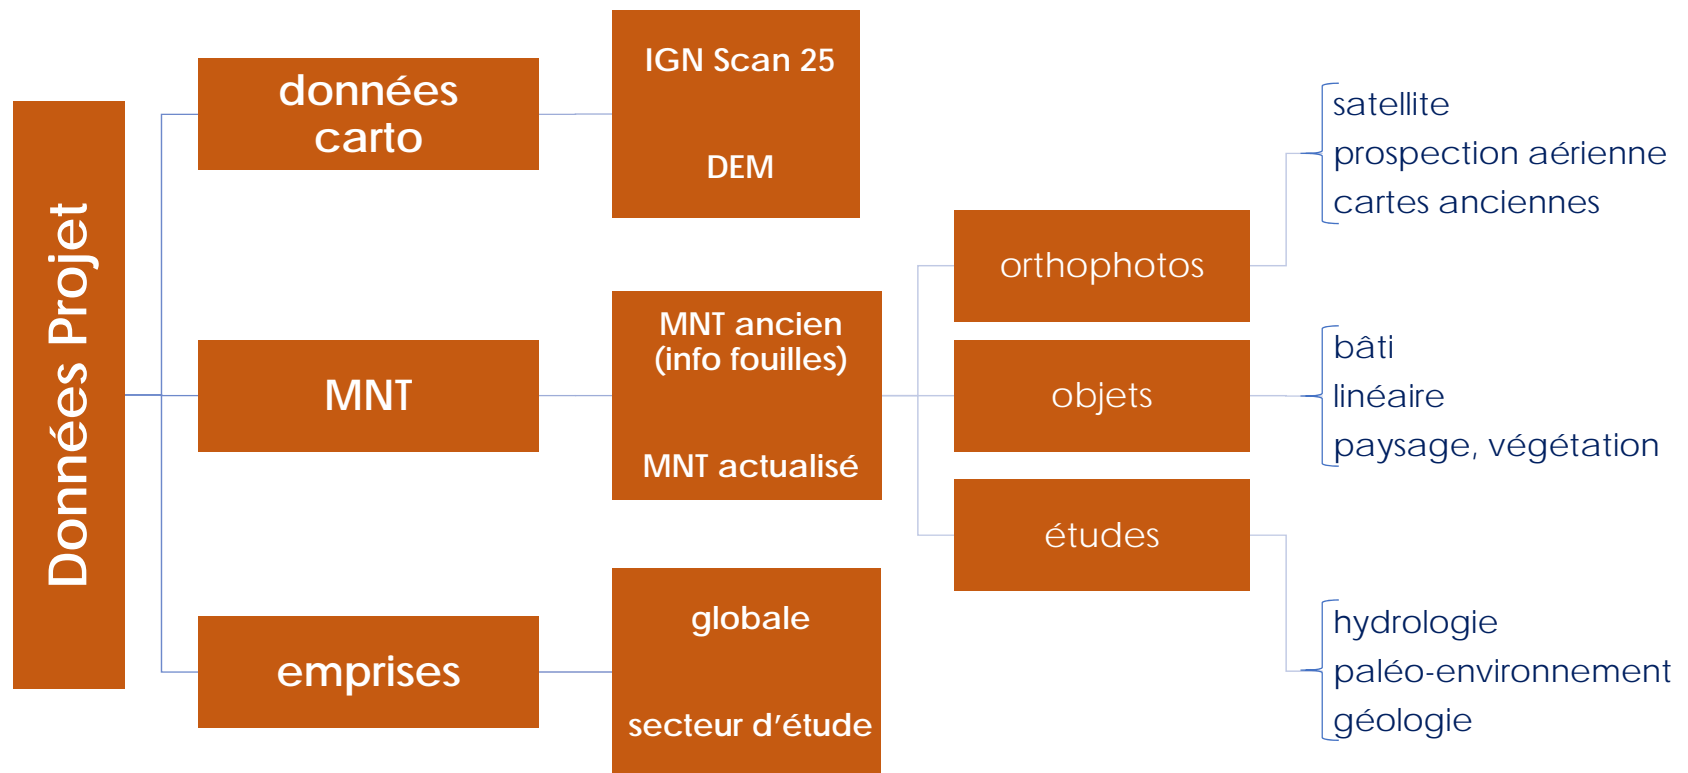 Données Projet
données
carto
IGN Scan 25
DEM
MNT
MNT ancien
(info fouilles)
MNT actualisé
emprises
globale
secteur d'étude
orthophotos
satellite
prospection aérienne
cartes anciennes
objets
bâti
linéaire
paysage, végétation
études
hydrologie
paléo-environnement
géologie